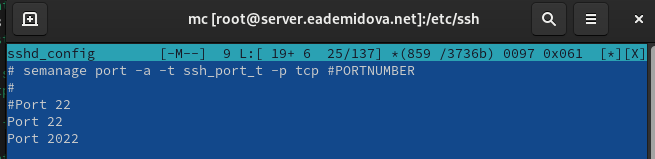 mc [root@server.eademidova.net]:/etc/ssh
sshd_config [-M--] 9 L:[ 19+ 6 25/137] *(859 /3736b) 0097 0x061 [*][X]
# semanage port -a -t ssh_port_t -p tcp #PORTNUMBER
#
#Port 22
Port 22
Port 2022